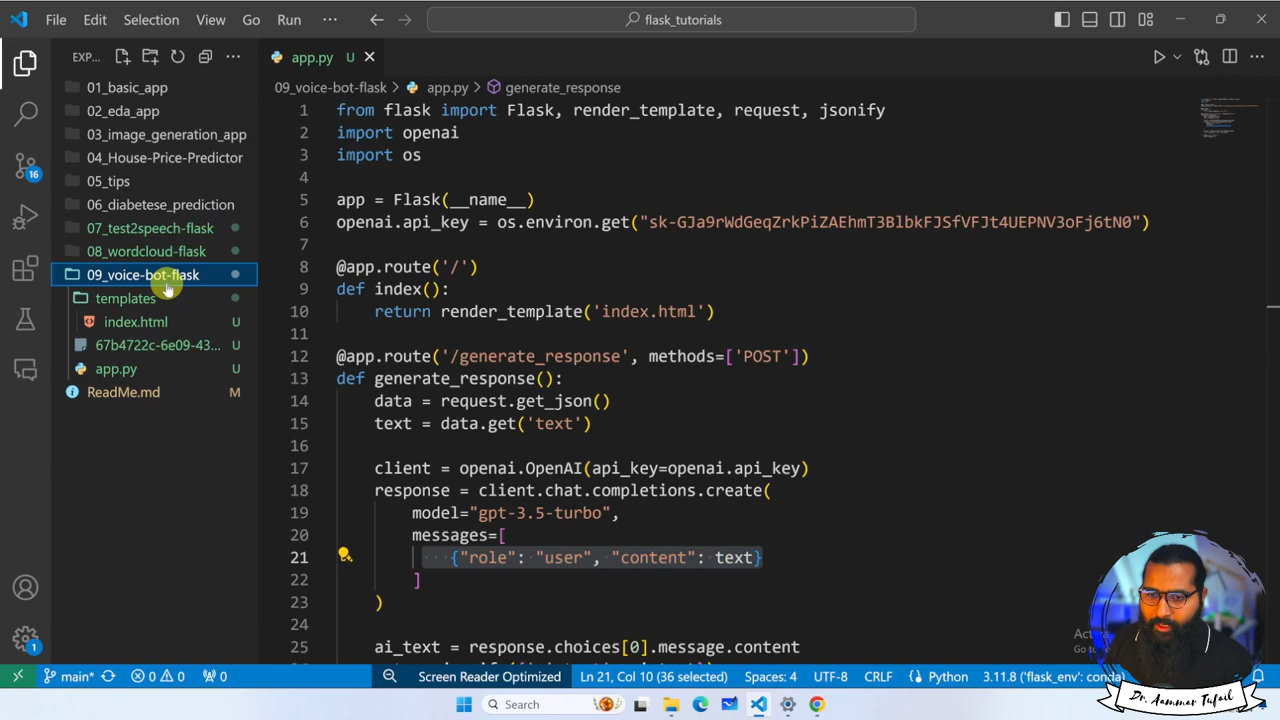 File Edit Selection View Go Run ··· flask_tutorials
EXP... ··· app.py U
09_voice-bot-flask > app.py > generate_response
01_basic_app
02_eda_app
03_image_generation_app
04_House-Price-Predictor
05_tips
06_diabetese_prediction
07_test2speech-flask
08_wordcloud-flask
09_voice-bot-flask
templates
index.html U
67b4722c-6e09-43... U
app.py U
ReadMe.md M
16
1
1 from flask import Flask, render_template, request, jsonify
2 import openai
3 import os
4
5 app = Flask(__name__)
6 openai.api_key = os.environ.get("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")
7
8 @app.route('/')
9 def index():
10 return render_template('index.html')
11
12 @app.route('/generate_response', methods=['POST'])
13 def generate_response():
14 data = request.get_json()
15 text = data.get('text')
16
17 client = openai.OpenAI(api_key=openai.api_key)
18 response = client.chat.completions.create(
19 model="gpt-3.5-turbo",
20 messages=[
21 ····{"role": "user", "content": text}
22 ]
23 )
24
25 ai_text = response.choices[0].message.content
Dr. Aammar Tufail
main* 0 0 0 Screen Reader Optimized Ln 21, Col 10 (36 selected) Spaces: 4 UTF-8 CRLF Python 3.11.8 ('flask_env': conda)
Search